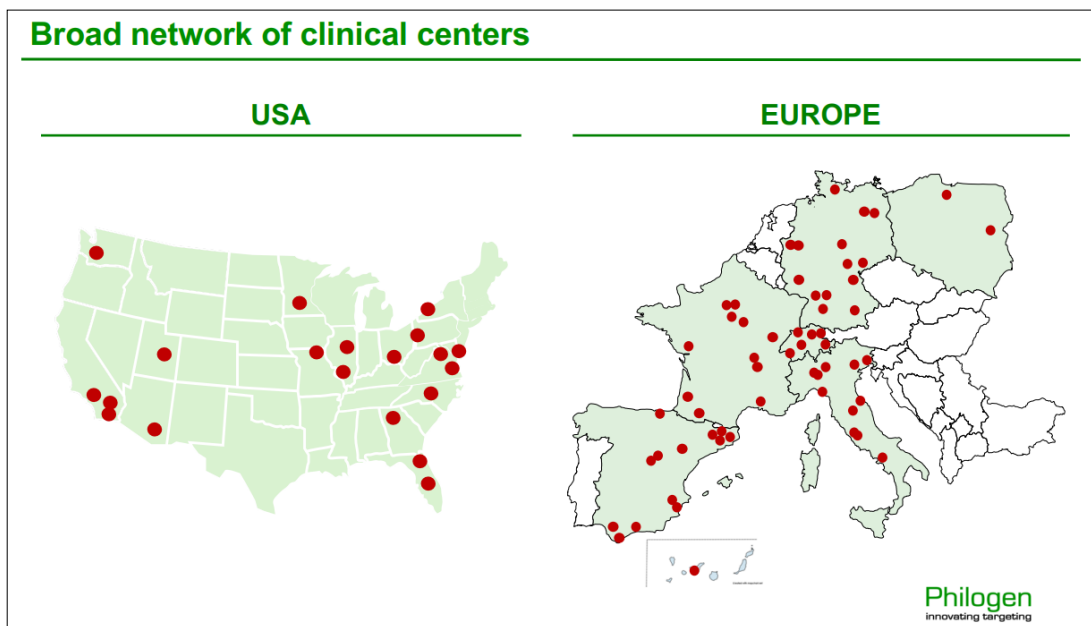 Broad network of clinical centers
USA
EUROPE
Philogen
innovating targeting